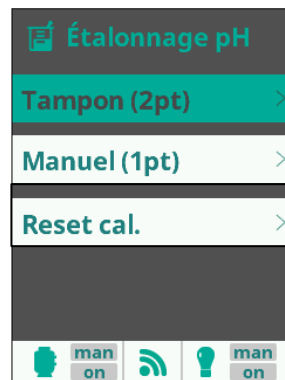 Étalonnage pH
Tampon (2pt)
Manuel (1pt)
Reset cal.
man man
on on